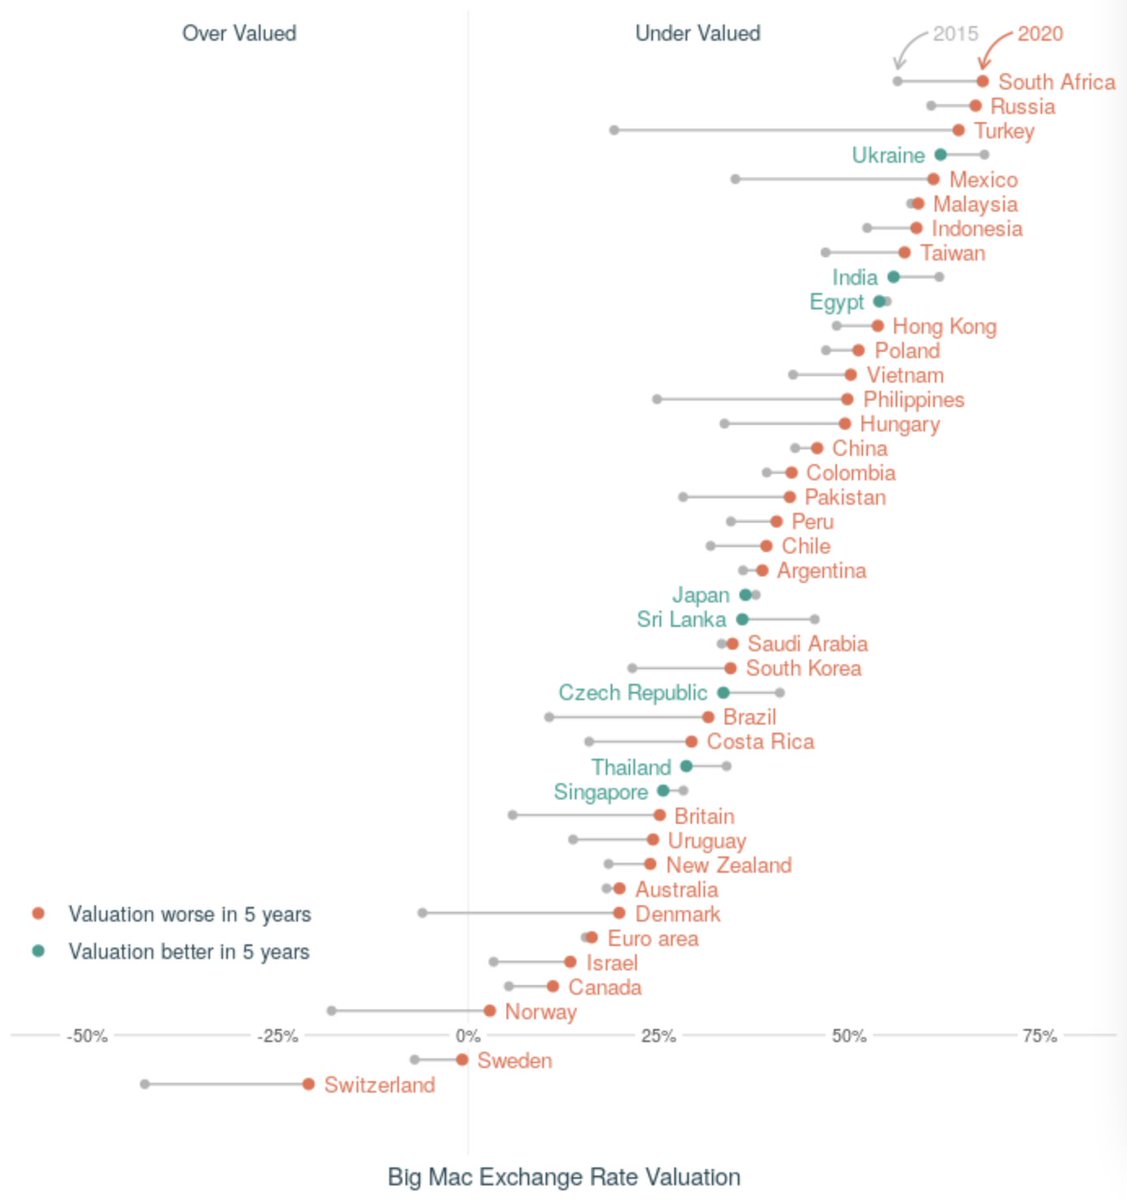 Over Valued
Under Valued
2015
2020
South Africa
Russia
Turkey
Ukraine
Mexico
Malaysia
Indonesia
Taiwan
India
Egypt
Hong Kong
Poland
Vietnam
Philippines
Hungary
China
Colombia
Pakistan
Peru
Chile
Argentina
Japan
Sri Lanka
Saudi Arabia
South Korea
Czech Republic
Brazil
Costa Rica
Thailand
Singapore
Britain
Uruguay
New Zealand
Australia
Valuation worse in 5 years
Denmark
Euro area
Valuation better in 5 years
Israel
Canada
Norway
-50% -25% 0% 25% 50% 75%
Sweden
Switzerland
Big Mac Exchange Rate Valuation